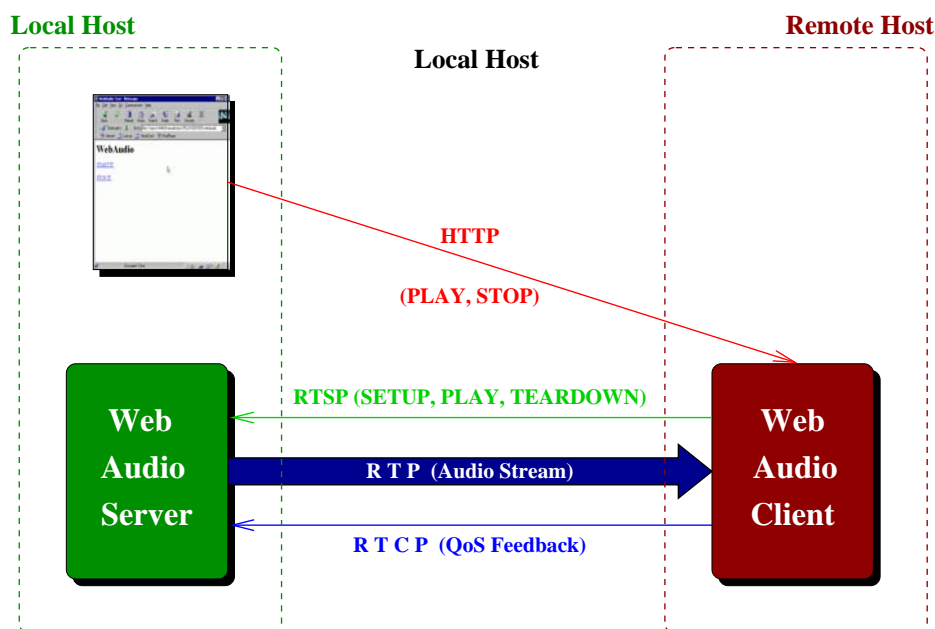 Local Host
Remote Host
Local Host
WebAudio
HTTP
(PLAY, STOP)
RTSP (SETUP, PLAY, TEARDOWN)
Web
Audio
Server
R T P (Audio Stream)
Web
Audio
Client
R T C P (QoS Feedback)